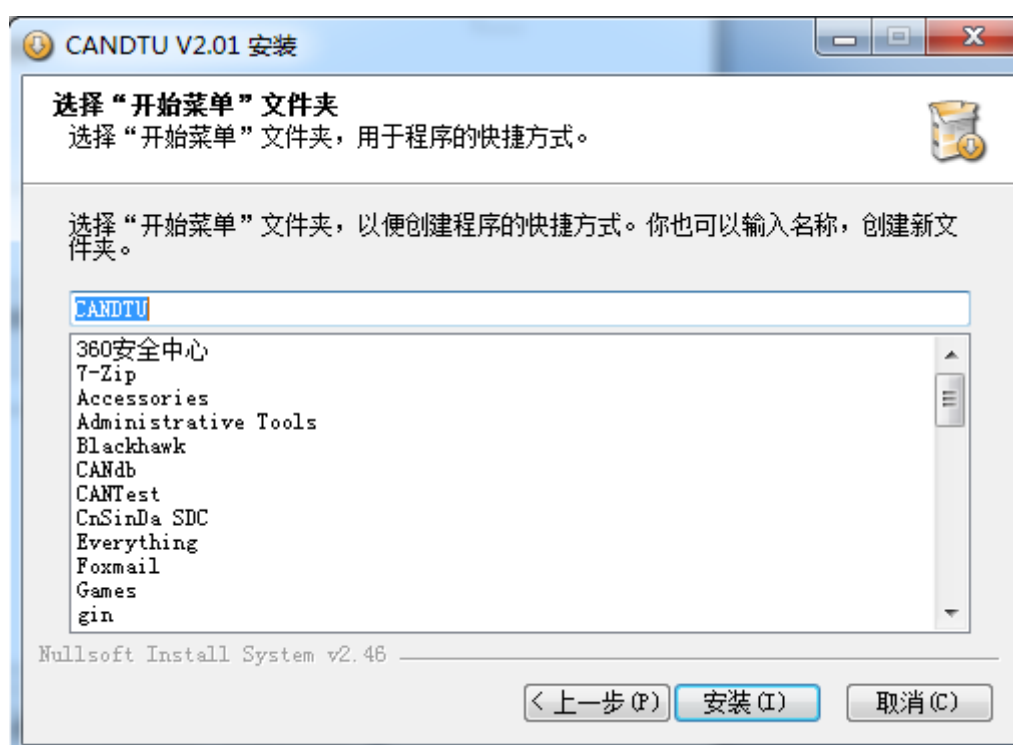 CANDTU V2.01 安装
选择“开始菜单”文件夹
选择“开始菜单”文件夹，用于程序的快捷方式。
选择“开始菜单”文件夹，以便创建程序的快捷方式。你也可以输入名称，创建新文
件夹。
CANDTU
360安全中心
7-Zip
Accessories
Administrative Tools
Blackhawk
CANdb
CANTest
CnSinDa SDC
Everything
Foxmail
Games
gin
Nullsoft Install System v2.46
< 上一步(P) 安装(I) 取消(C)